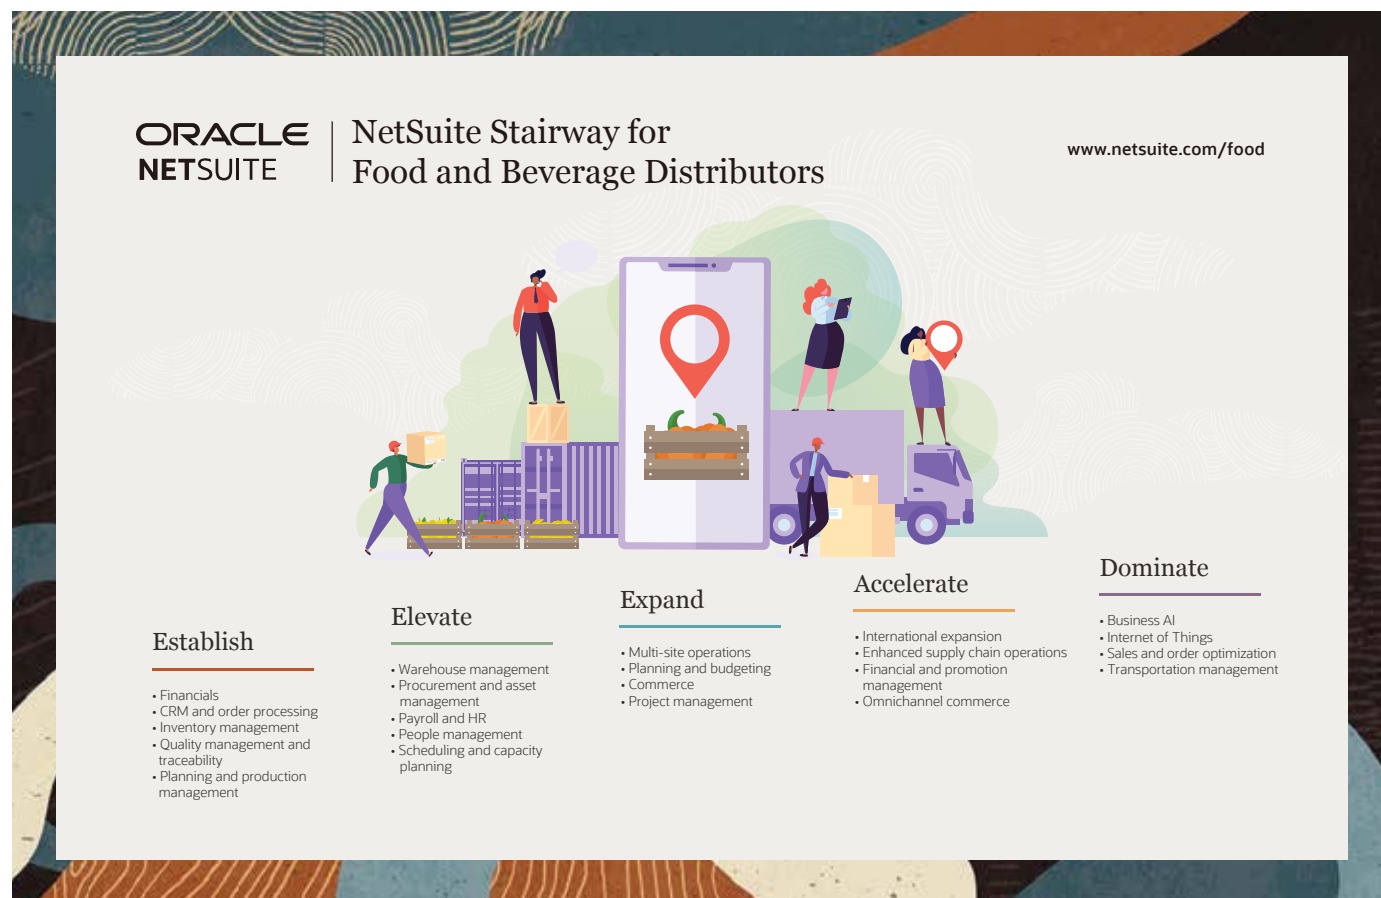 ORACLE
NETSUITE
NetSuite Stairway for
Food and Beverage Distributors
www.netsuite.com/food
Establish
• Financials
• CRM and order processing
• Inventory management
• Quality management and
traceability
• Planning and production
management
Elevate
• Warehouse management
• Procurement and asset
management
• Payroll and HR
• People management
• Scheduling and capacity
planning
Expand
• Multi-site operations
• Planning and budgeting
• Commerce
• Project management
Accelerate
• International expansion
• Enhanced supply chain operations
• Financial and promotion
management
• Omnichannel commerce
Dominate
• Business AI
• Internet of Things
• Sales and order optimization
• Transportation management